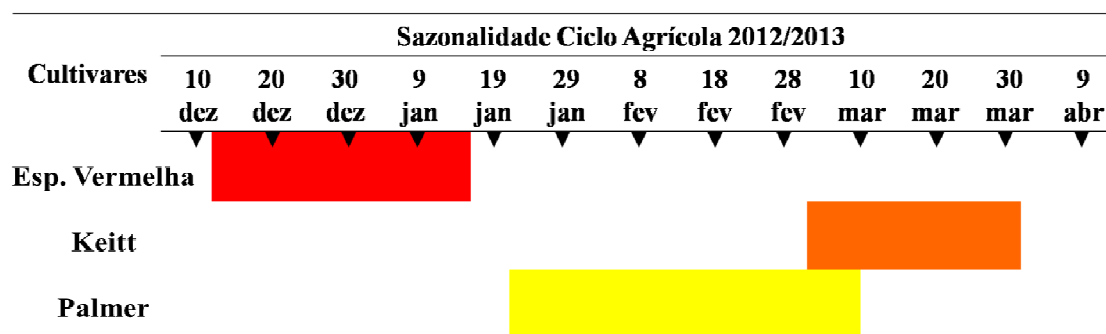 Sazonalidade Ciclo Agrícola 2012/2013
Cultivares
10 20 30 9 19 29 8 18 28 10 20 30 9
dez dez dez jan jan jan fev fev fev mar mar mar abr
Esp. Vermelha
Keitt
Palmer